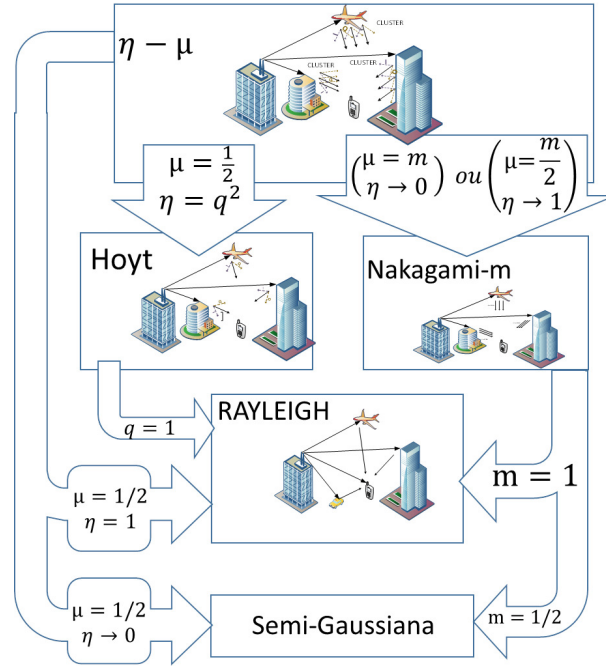 η − μ
CLUSTER
CLUSTER
CLUSTER
μ = 1/2
η = q²
(μ = m
η → 0) ou (μ = m/2
η → 1)
Hoyt
Nakagami-m
RAYLEIGH
q = 1
m = 1
μ = 1/2
η = 1
μ = 1/2
η → 0
Semi-Gaussiana
m = 1/2